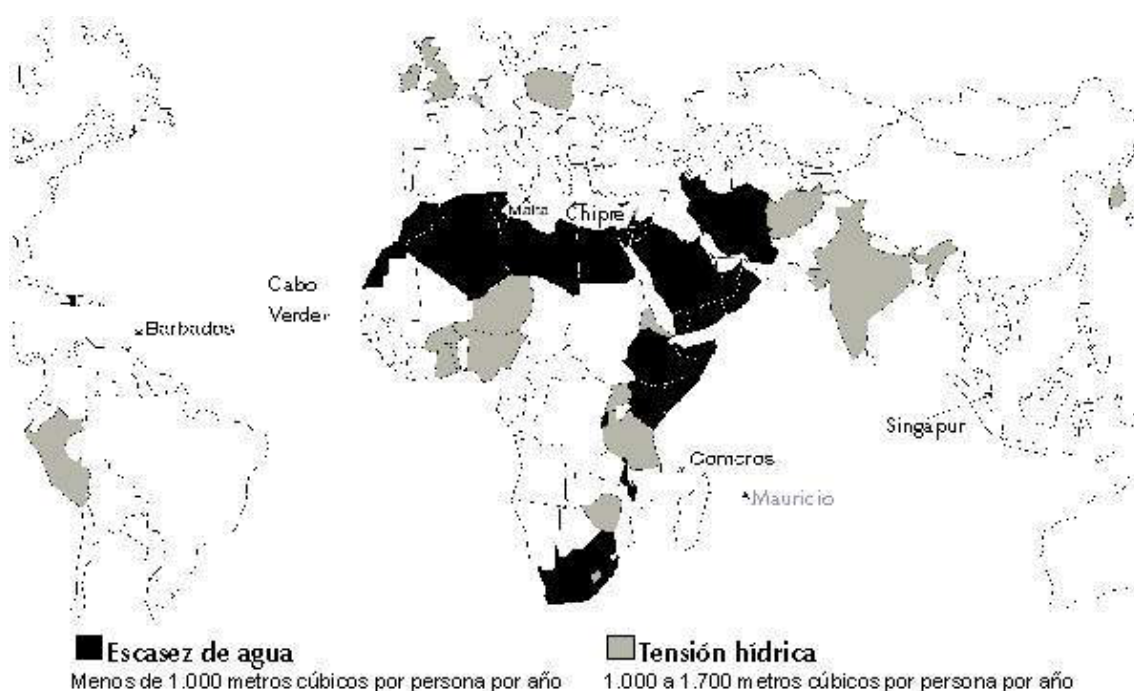 Malta
Chipre
Cabo
Verder
Barbados
Singapur
Comoros
Mauricio
Escasez de agua
Menos de 1.000 metros cúbicos por persona por año
Tensión hídrica
1.000 a 1.700 metros cúbicos por persona por año